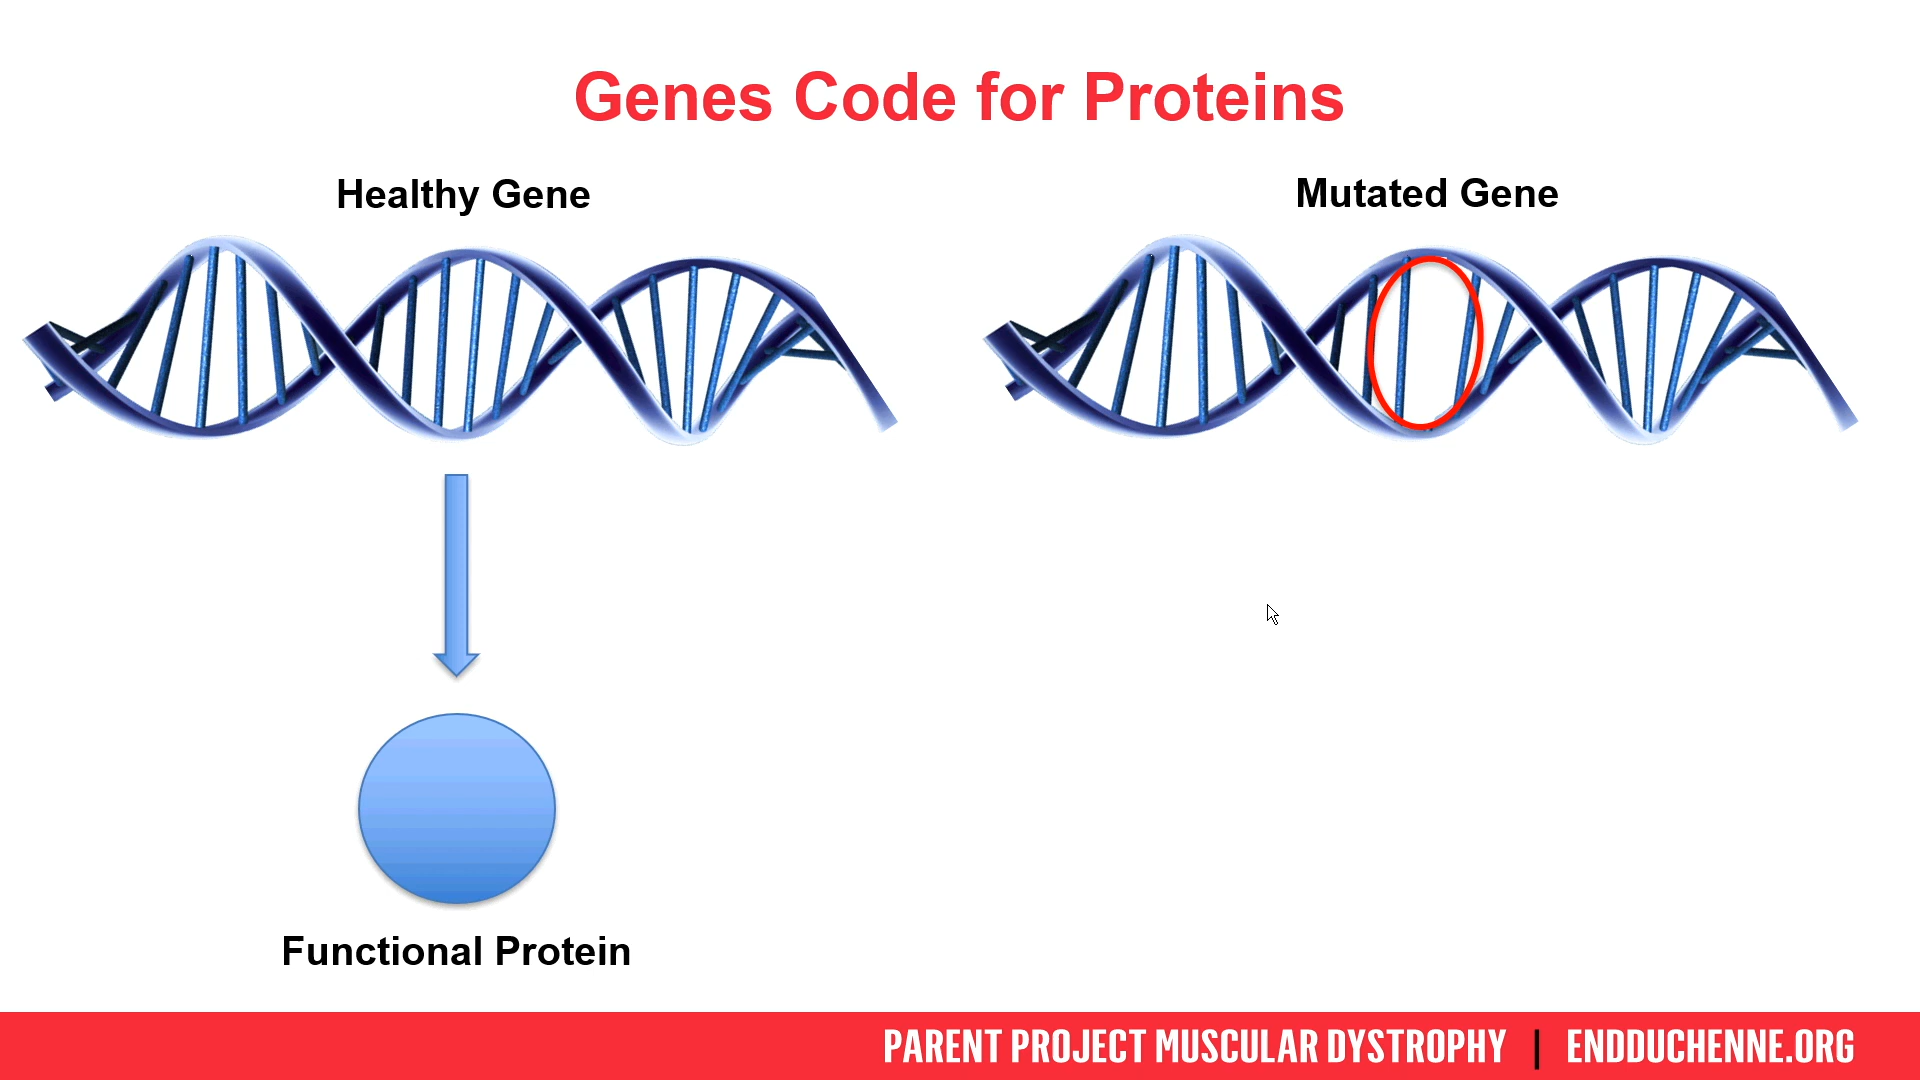 Genes Code for Proteins
Healthy Gene
Mutated Gene
Functional Protein
PARENT PROJECT MUSCULAR DYSTROPHY | ENDDUCHENNE.ORG